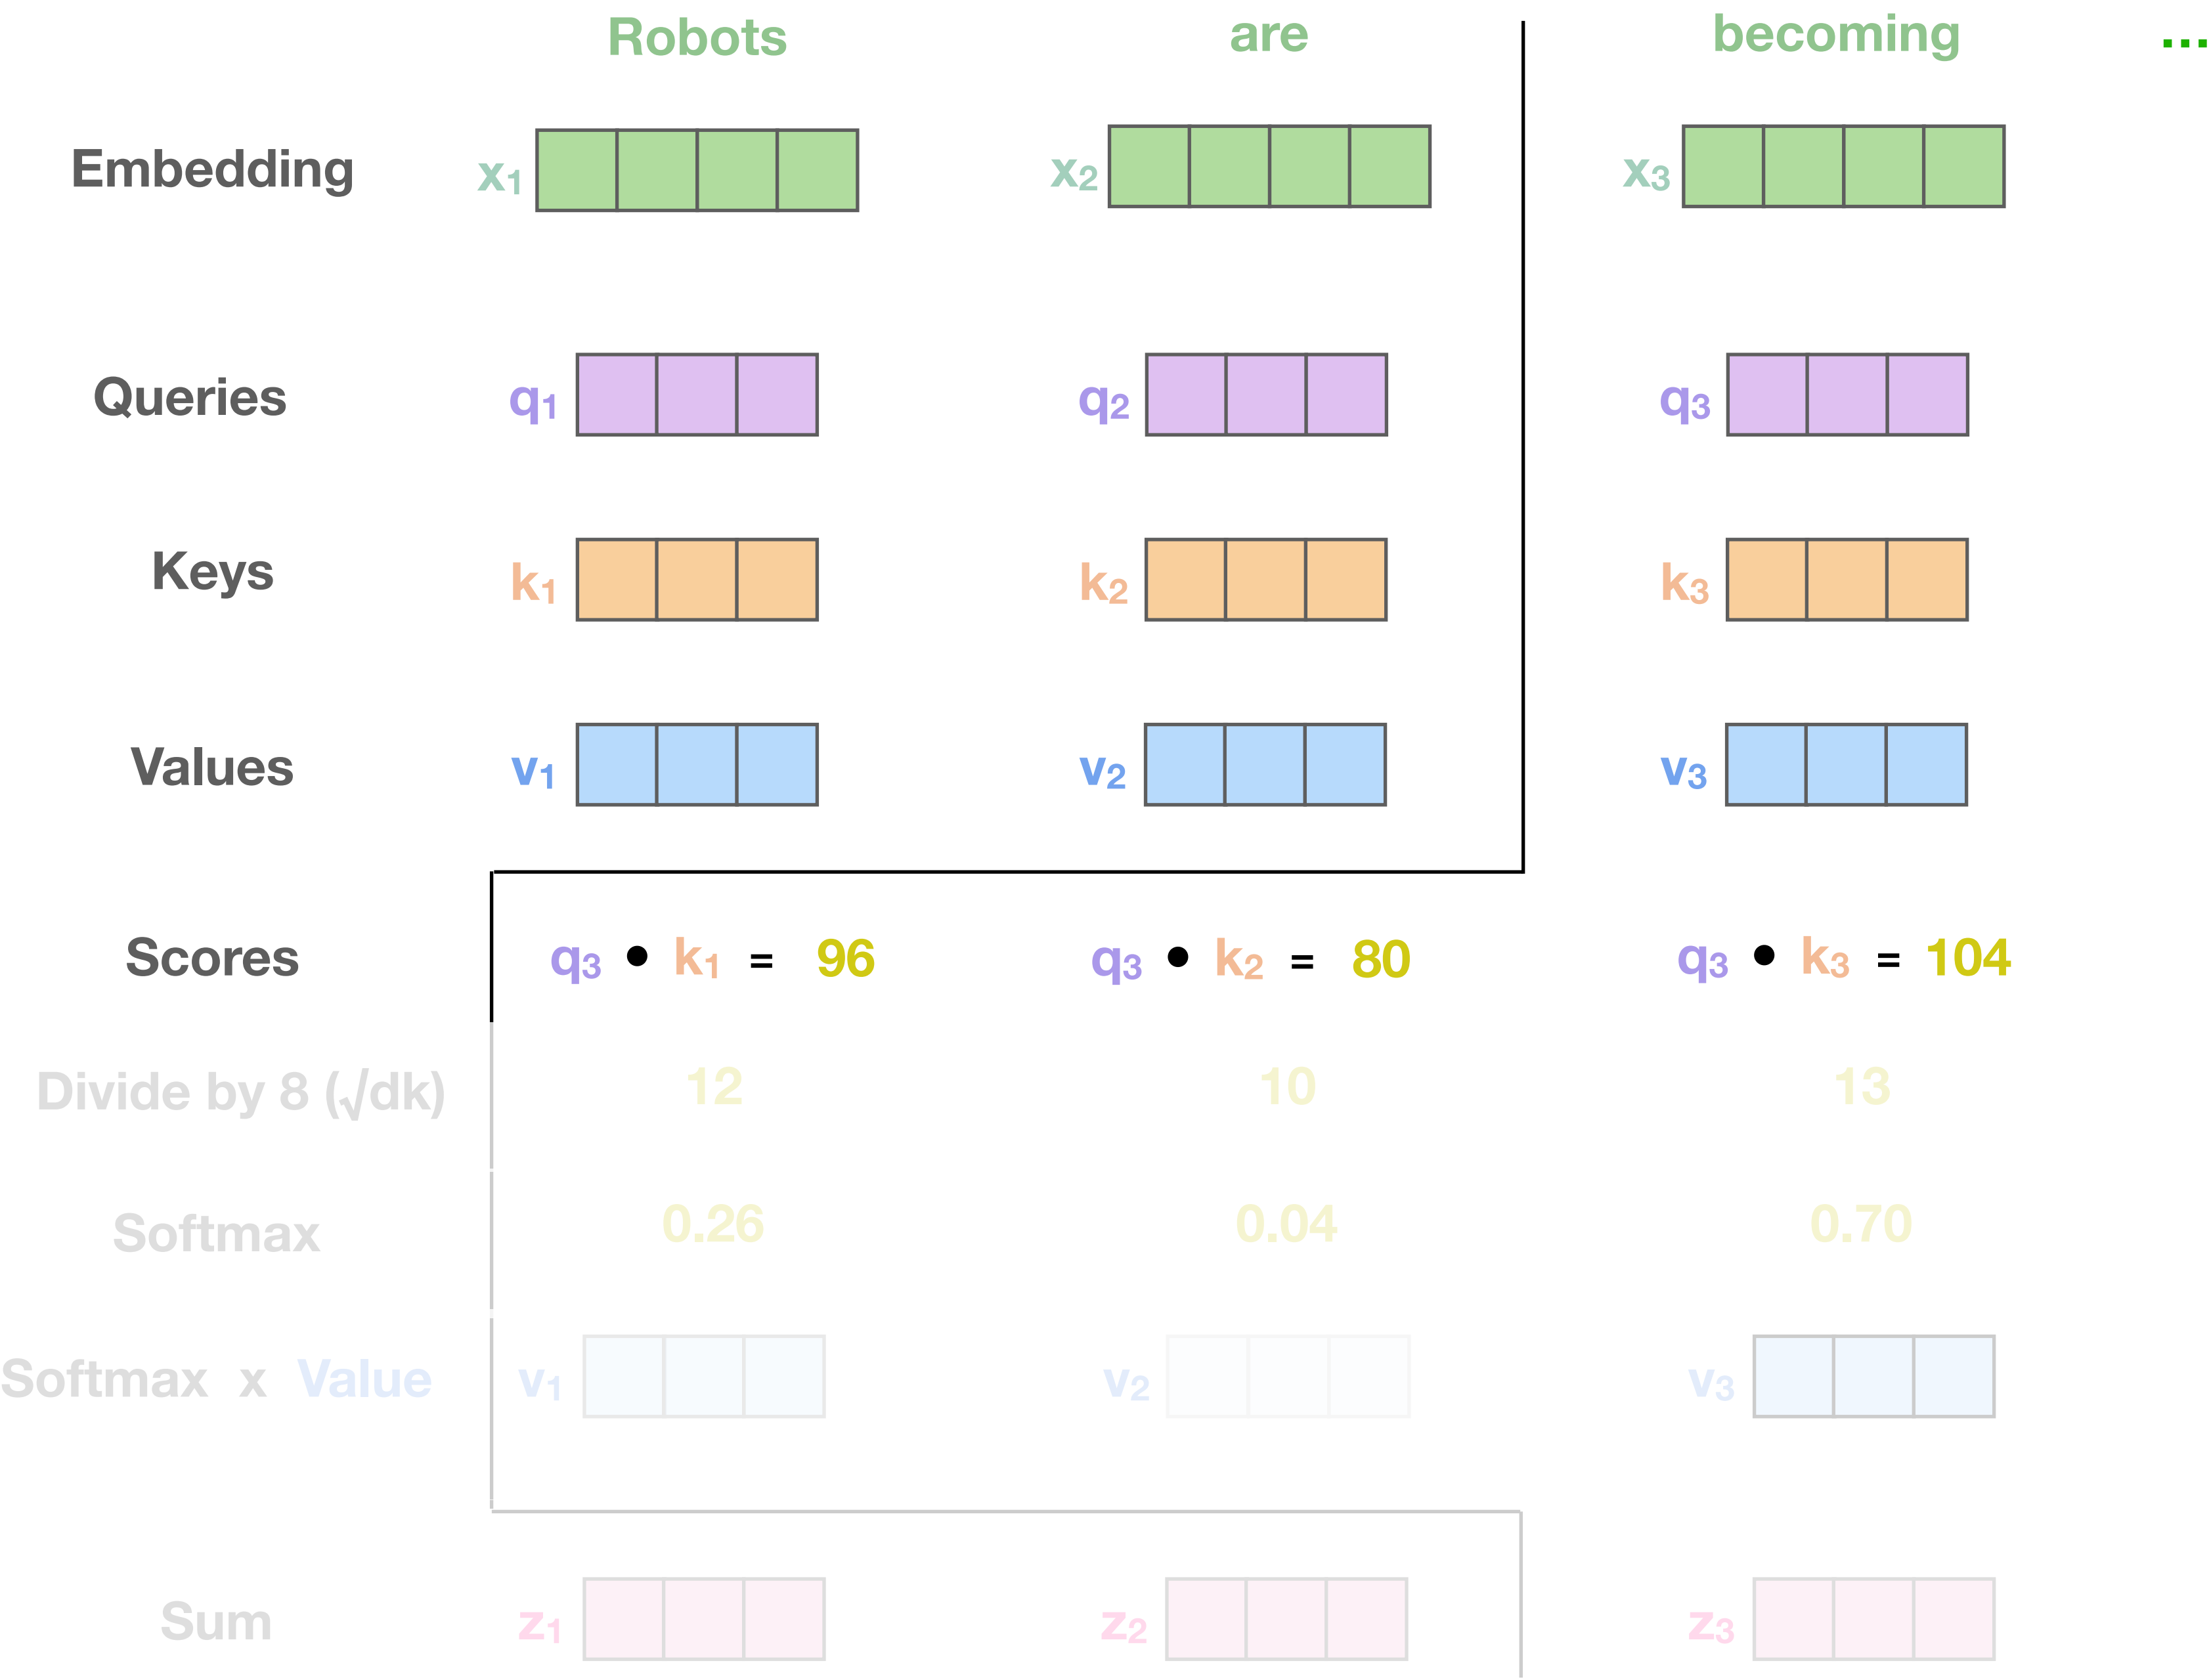 Robots are becoming ...
Embedding x1 x2 x3
Queries q1 q2 q3
Keys k1 k2 k3
Values v1 v2 v3
Scores q3 • k1 = 96 q3 • k2 = 80 q3 • k3 = 104
Divide by 8 (√dk) 12 10 13
Softmax 0.26 0.04 0.70
Softmax x Value v1 v2 v3
Sum z1 z2 z3